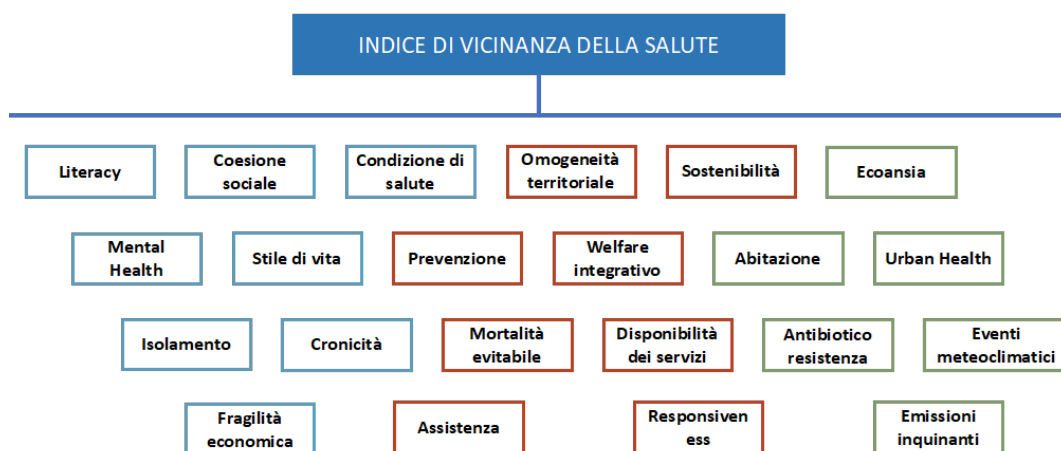 INDICE DI VICINANZA DELLA SALUTE
Literacy
Coesione
sociale
Condizione di
salute
Omogeneità
territoriale
Sostenibilità
Ecoansia
Mental
Health
Stile di vita
Prevenzione
Welfare
integrativo
Abitazione
Urban Health
Isolamento
Cronicità
Mortalità
evitabile
Disponibilità
dei servizi
Antibiotico
resistenza
Eventi
meteoclimatici
Fragilità
economica
Assistenza
Responsiven
ess
Emissioni
inquinanti